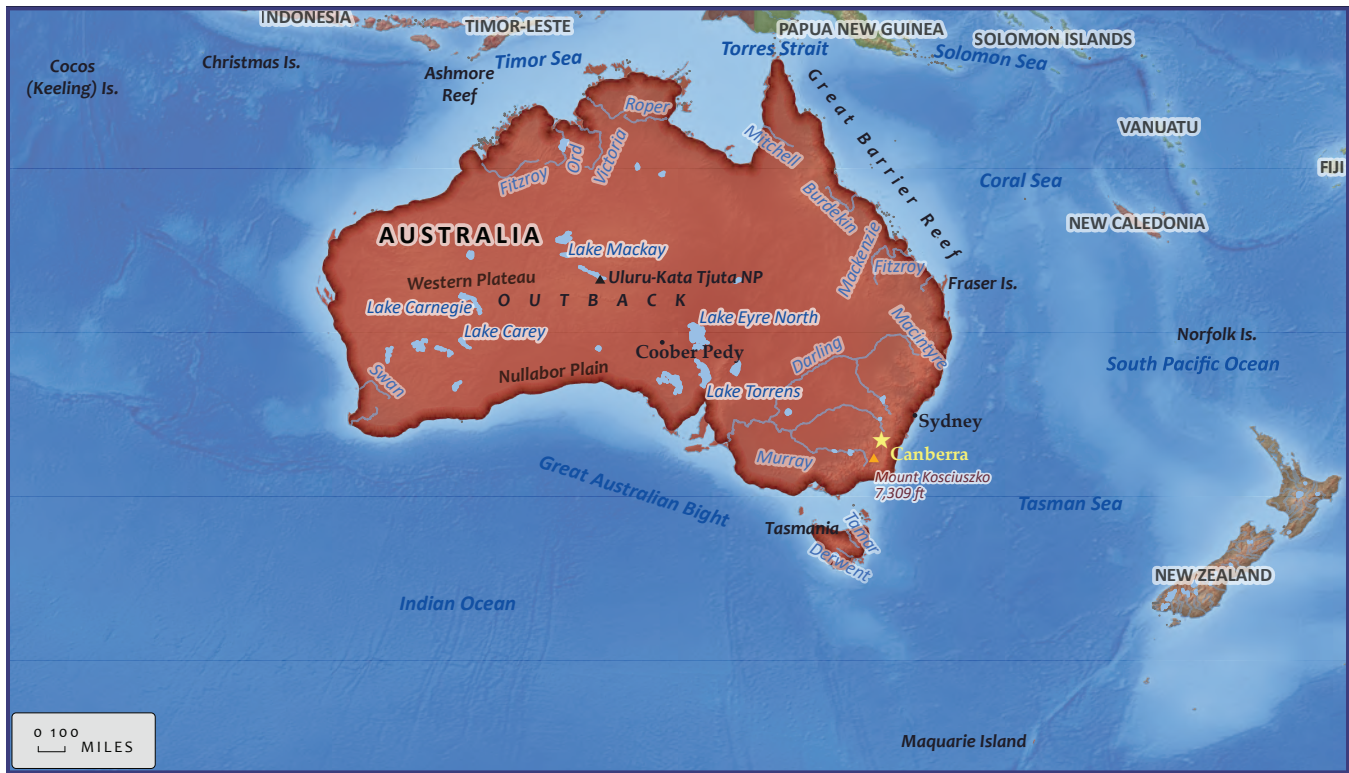 INDONESIA
TIMOR-LESTE
PAPUA NEW GUINEA
SOLOMON ISLANDS
Torres Strait
Solomon Sea
Timor Sea
Christmas Is.
Cocos
(Keeling) Is.
Ashmore
Reef
Great Barrier Reef
Roper
VANUATU
Mitchell
Ord
Victoria
FIJI
Fitzroy
Coral Sea
Burdekin
NEW CALEDONIA
AUSTRALIA
Lake Mackay
Mackenzie
Fitzroy
Western Plateau
Uluru-Kata Tjuta NP
Fraser Is.
OUTBACK
Lake Carnegie
Lake Eyre North
Lake Carey
Macintyre
Norfolk Is.
Coober Pedy
Darling
South Pacific Ocean
Nullabor Plain
Swan
Lake Torrens
Sydney
Canberra
Murray
Mount Kosciuszko
7,309 ft
Great Australian Bight
Tasman Sea
Tasmania
Tamar
Derwent
NEW ZEALAND
Indian Ocean
Maquarie Island
0 100
MILES